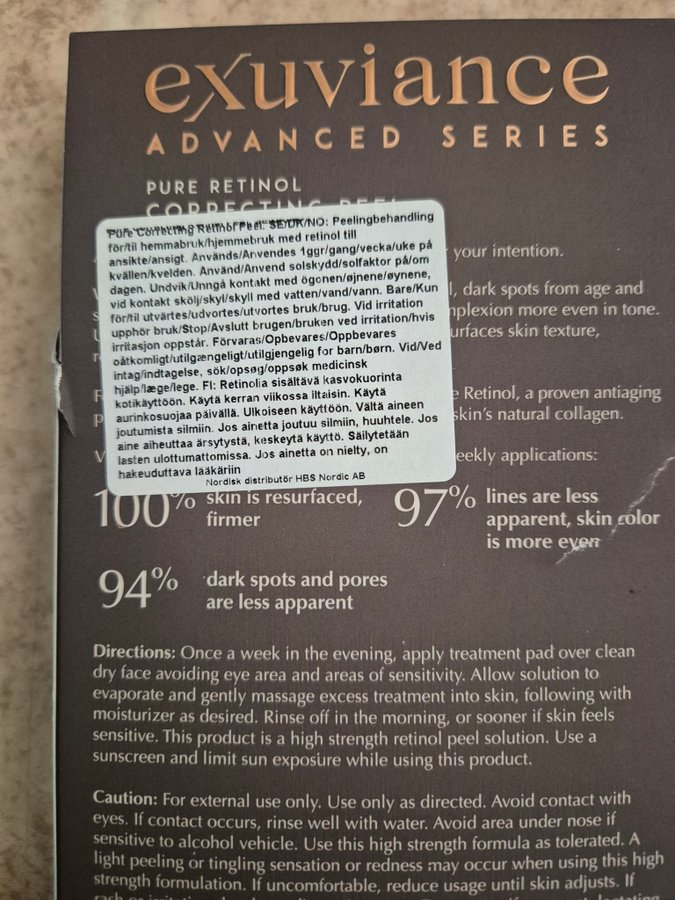 exuviance
ADVANCED SERIES
PURE RETINOL
CORRECTING PEEL
Pure Correcting Retinol Peel. SE/DK/NO: Peelingbehandling
för/til hemmabruk/hjemmebruk med retinol till
ansikte/ansigt. Används/Anvendes 1ggr/gang/vecka/uke på
kvällen/kvelden. Använd/Anvend solskydd/solfaktor på/om
dagen. Undvik/Unngå kontakt med ögonen/øjnene/øynene,
vid kontakt skölj/skyl/skyll med vatten/vand/vann. Bare/Kun
för/til utvärtes/udvortes/utvortes bruk/brug. Vid irritation
upphör bruk/Stop/Avslutt brugen/bruken ved irritation/hvis
irritasjon oppstår. Förvaras/Opbevares/Oppbevares
oåtkomligt/utilgængeligt/utilgjengelig for barn/børn. Vid/Ved
intag/indtagelse, sök/opsøg/oppsøk medicinsk
hjälp/læge/lege. FI: Retinolia sisältävä kasvokuorinta
kotikäyttöön. Käytä kerran viikossa iltaisin. Käytä
aurinkosuojaa päivällä. Ulkoiseen käyttöön. Vältä aineen
joutumista silmiin. Jos ainetta joutuu silmiin, huuhtele. Jos
aine aiheuttaa ärsytystä, keskeytä käyttö. Säilytetään
lasten ulottumattomissa. Jos ainetta on nielty, on
hakeuduttava lääkäriin
Nordisk distributör HBS Nordic AB
your intention.
dark spots from age and
complexion more even in tone.
resurfaces skin texture,
Retinol, a proven antiaging
skin's natural collagen.
weekly applications:
100% skin is resurfaced,
firmer
97% lines are less
apparent, skin color
is more even
94% dark spots and pores
are less apparent
Directions: Once a week in the evening, apply treatment pad over clean
dry face avoiding eye area and areas of sensitivity. Allow solution to
evaporate and gently massage excess treatment into skin, following with
moisturizer as desired. Rinse off in the morning, or sooner if skin feels
sensitive. This product is a high strength retinol peel solution. Use a
sunscreen and limit sun exposure while using this product.
Caution: For external use only. Use only as directed. Avoid contact with
eyes. If contact occurs, rinse well with water. Avoid area under nose if
sensitive to alcohol vehicle. Use this high strength formula as tolerated. A
light peeling or tingling sensation or redness may occur when using this high
strength formulation. If uncomfortable, reduce usage until skin adjusts. If